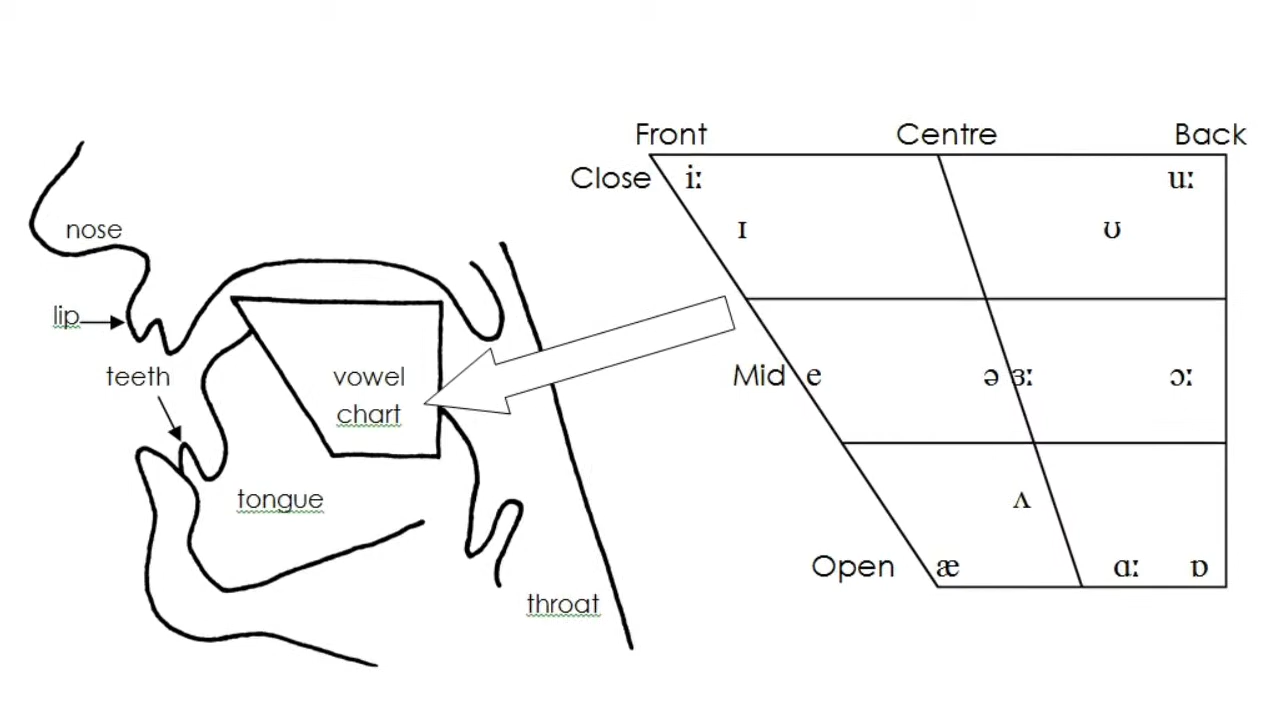 nose
lip
teeth
tongue
vowel
chart
throat
Front Centre Back
Close iː uː
ɪ ʊ
Mid e ə ɜː ɔː
ʌ
Open æ ɑː ɒ